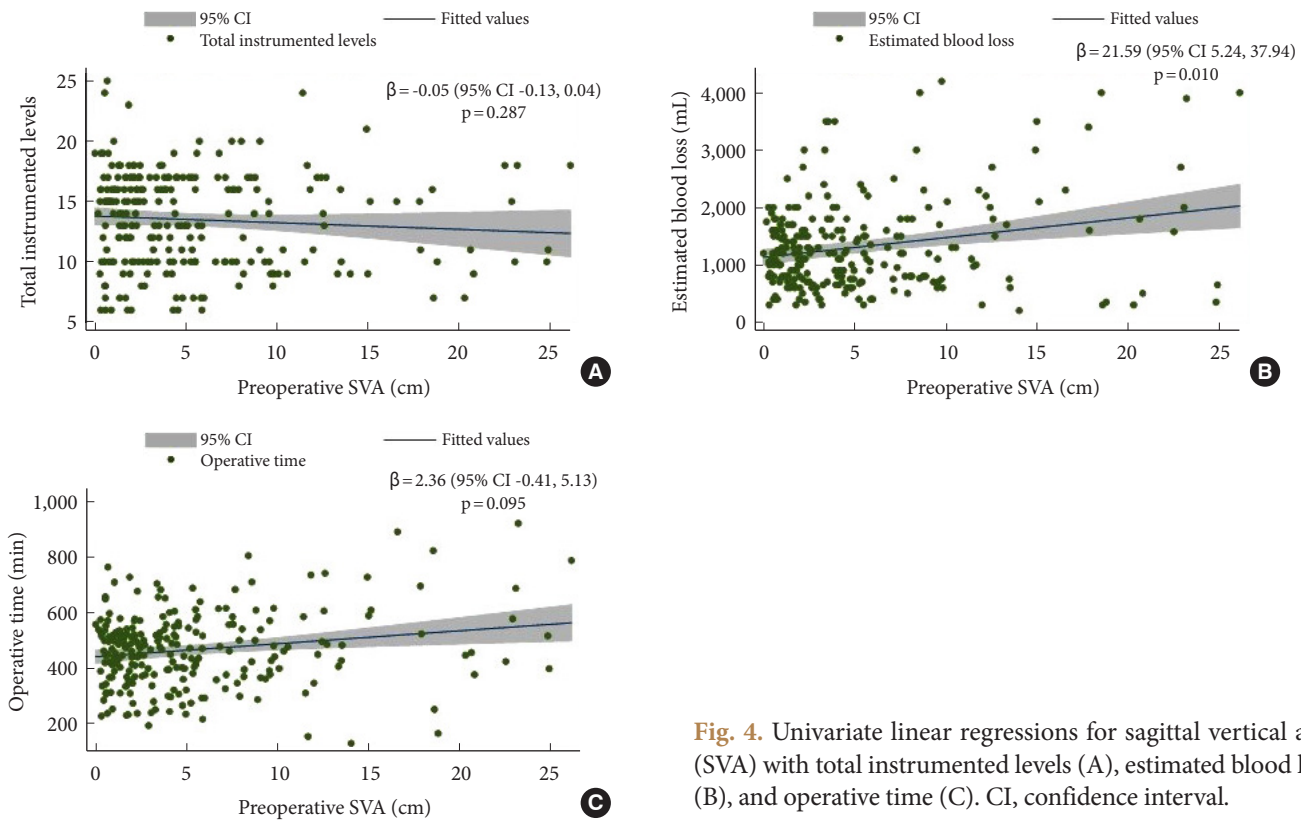 95% CI Fitted values
Total instrumented levels
β = -0.05 (95% CI -0.13, 0.04)
p = 0.287
Total instrumented levels
25
20
15
10
5
0 5 10 15 20 25
Preoperative SVA (cm)
A
95% CI Fitted values
Estimated blood loss
β = 21.59 (95% CI 5.24, 37.94)
p = 0.010
Estimated blood loss (mL)
4,000
3,000
2,000
1,000
0
0 5 10 15 20 25
Preoperative SVA (cm)
B
95% CI Fitted values
Operative time
β = 2.36 (95% CI -0.41, 5.13)
p = 0.095
Operative time (min)
1,000
800
600
400
200
0 5 10 15 20 25
Preoperative SVA (cm)
C
Fig. 4. Univariate linear regressions for sagittal vertical a
(SVA) with total instrumented levels (A), estimated blood l
(B), and operative time (C). CI, confidence interval.